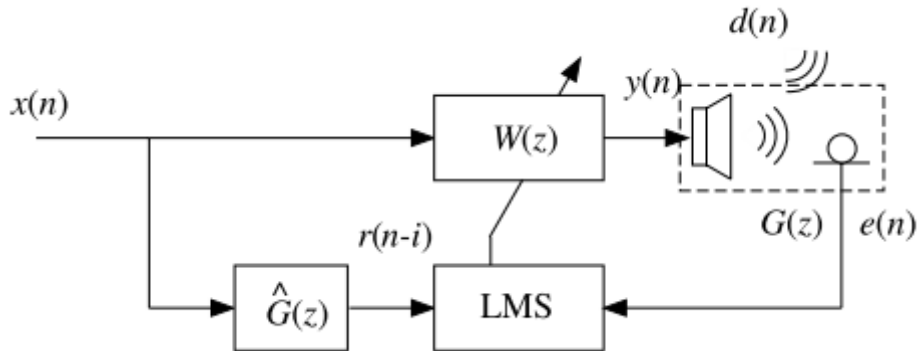 d(n)
x(n)
y(n)
W(z)
r(n-i)
G(z)
e(n)
Ĝ(z)
LMS